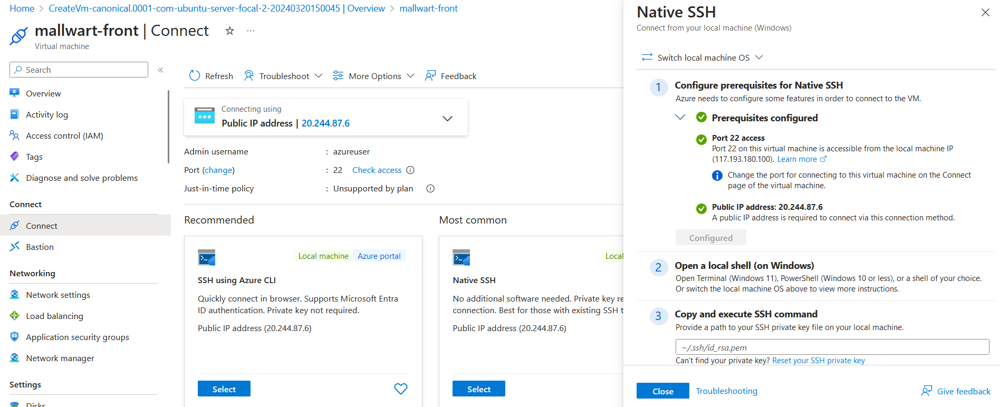 Home > CreateVm-canonical.0001-com-ubuntu-server-focal-2-20240320150045 | Overview > mallwart-front
mallwart-front | Connect
Virtual machine
Search
Overview
Activity log
Access control (IAM)
Tags
Diagnose and solve problems
Connect
Connect
Bastion
Networking
Network settings
Load balancing
Application security groups
Network manager
Settings
Disks
Refresh
Troubleshoot
More Options
Feedback
Connecting using
Public IP address | 20.244.87.6
Admin username : azureuser
Port (change) : 22 Check access
Just-in-time policy : Unsupported by plan
Recommended
Local machine Azure portal
SSH using Azure CLI
Quickly connect in browser. Supports Microsoft Entra
ID authentication. Private key not required.
Public IP address (20.244.87.6)
Select
Most common
Local
Native SSH
No additional software needed. Private key re
connection. Best for those with existing SSH t
Public IP address (20.244.87.6)
Select
Native SSH
Connect from your local machine (Windows)
Switch local machine OS
1 Configure prerequisites for Native SSH
Azure needs to configure some features in order to connect to the VM.
Prerequisites configured
Port 22 access
Port 22 on this virtual machine is accessible from the local machine IP
(117.193.180.100). Learn more
Change the port for connecting to this virtual machine on the Connect
page of the virtual machine.
Public IP address: 20.244.87.6
A public IP address is required to connect via this connection method.
Configured
2 Open a local shell (on Windows)
Open Terminal (Windows 11), PowerShell (Windows 10 or less), or a shell of your choice.
Or switch the local machine OS above to view more instructions.
3 Copy and execute SSH command
Provide a path to your SSH private key file on your local machine.
~/.ssh/id_rsa.pem
Can't find your private key? Reset your SSH private key
Close
Troubleshooting
Give feedback